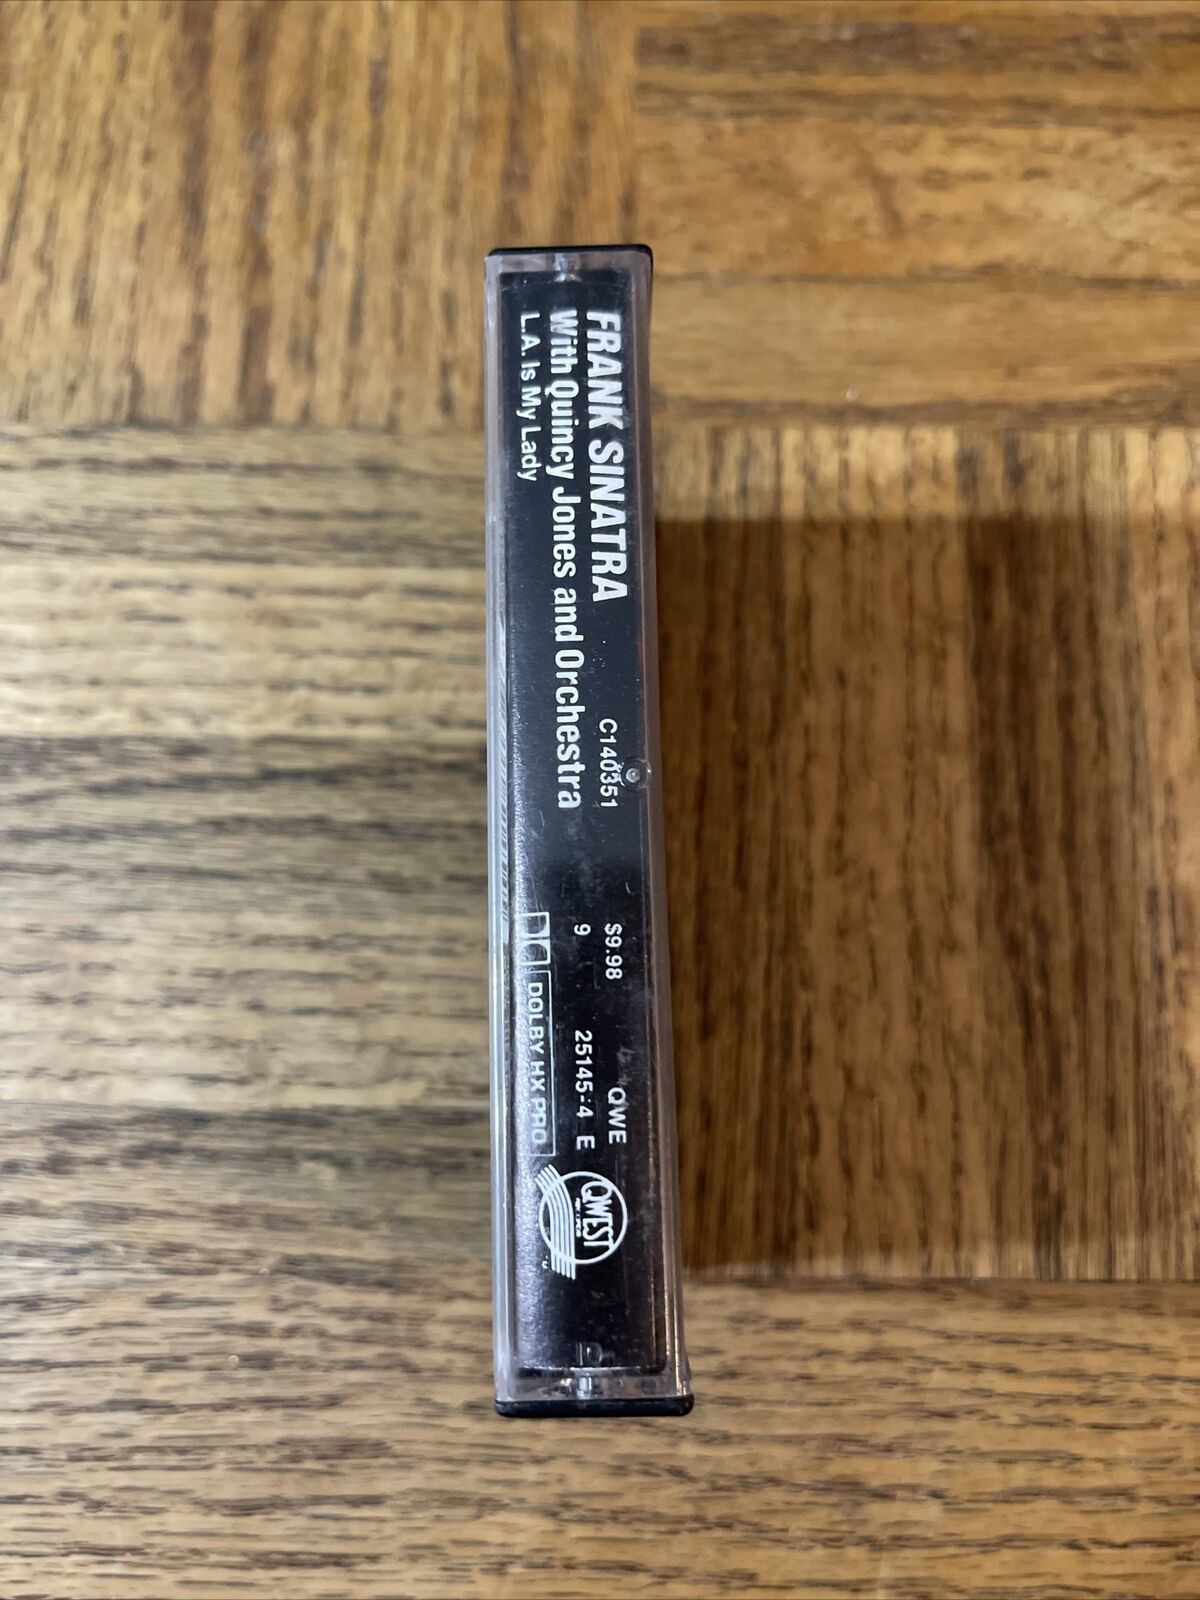 FRANK SINATRA
With Quincy Jones and Orchestra
L.A. Is My Lady
C140351
$9.98 QWE
9 25145-4 E
DOLBY HX PRO
QWEST